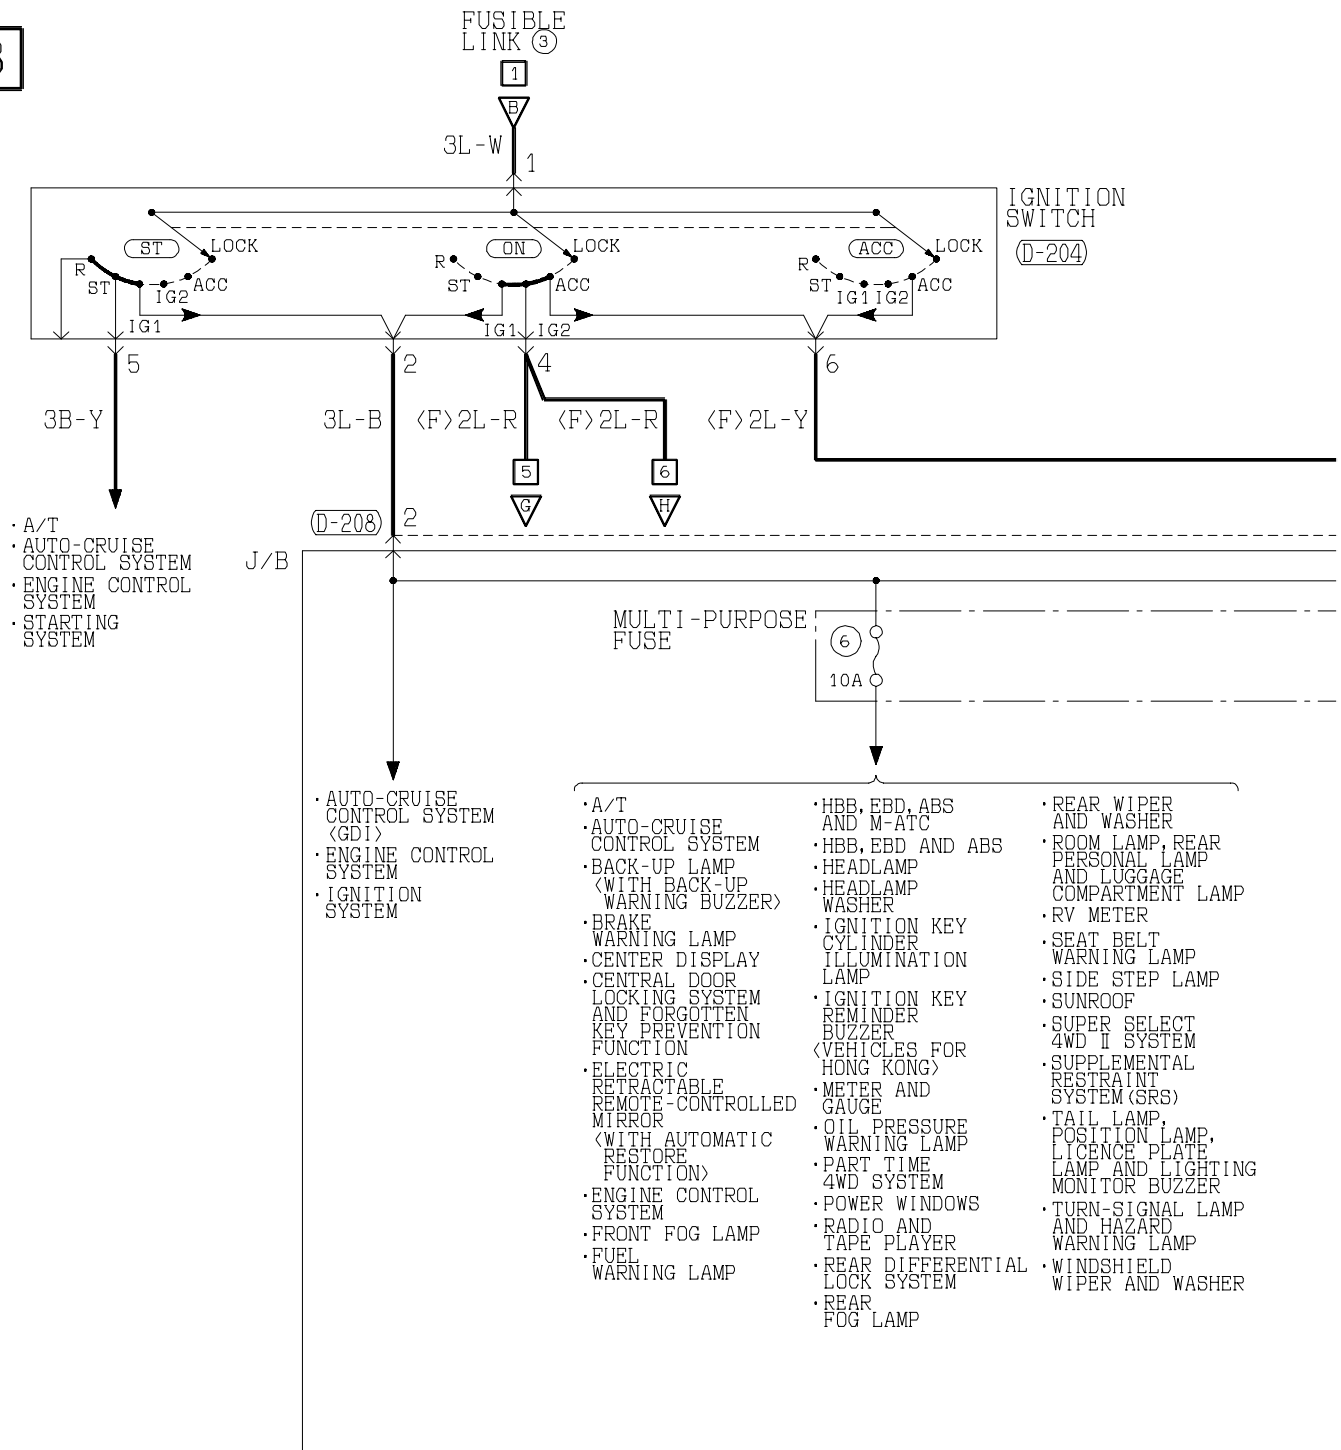 FUSIBLE
LINK ③
1
B
3L-W
1
IGNITION
SWITCH
(D-204)
ST
LOCK
R
ST
IG1
IG2
ACC
ON
LOCK
R
ST
IG1
IG2
ACC
ACC
LOCK
R
ST
IG1
IG2
ACC
5
2
4
6
3B-Y
3L-B
〈F〉2L-R
〈F〉2L-R
〈F〉2L-Y
5
G
6
H
(D-208)
2
J/B
·A/T
·AUTO-CRUISE
CONTROL SYSTEM
·ENGINE CONTROL
SYSTEM
·STARTING
SYSTEM
MULTI-PURPOSE
FUSE
6
10A
·AUTO-CRUISE
CONTROL SYSTEM
〈GDI〉
·ENGINE CONTROL
SYSTEM
·IGNITION
SYSTEM
·A/T
·AUTO-CRUISE
CONTROL SYSTEM
·BACK-UP LAMP
〈WITH BACK-UP
WARNING BUZZER〉
·BRAKE
WARNING LAMP
·CENTER DISPLAY
·CENTRAL DOOR
LOCKING SYSTEM
AND FORGOTTEN
KEY PREVENTION
FUNCTION
·ELECTRIC
RETRACTABLE
REMOTE-CONTROLLED
MIRROR
〈WITH AUTOMATIC
RESTORE
FUNCTION〉
·ENGINE CONTROL
SYSTEM
·FRONT FOG LAMP
·FUEL
WARNING LAMP
·HBB, EBD, ABS
AND M-ATC
·HBB, EBD AND ABS
·HEADLAMP
·HEADLAMP
WASHER
·IGNITION KEY
CYLINDER
ILLUMINATION
LAMP
·IGNITION KEY
REMINDER
BUZZER
〈VEHICLES FOR
HONG KONG〉
·METER AND
GAUGE
·OIL PRESSURE
WARNING LAMP
·PART TIME
4WD SYSTEM
·POWER WINDOWS
·RADIO AND
TAPE PLAYER
·REAR DIFFERENTIAL
LOCK SYSTEM
·REAR
FOG LAMP
·REAR WIPER
AND WASHER
·ROOM LAMP, REAR
PERSONAL LAMP
AND LUGGAGE
COMPARTMENT LAMP
·RV METER
·SEAT BELT
WARNING LAMP
·SIDE STEP LAMP
·SUNROOF
·SUPER SELECT
4WD Ⅱ SYSTEM
·SUPPLEMENTAL
RESTRAINT
SYSTEM (SRS)
·TAIL LAMP,
POSITION LAMP,
LICENCE PLATE
LAMP AND LIGHTING
MONITOR BUZZER
·TURN-SIGNAL LAMP
AND HAZARD
WARNING LAMP
·WINDSHIELD
WIPER AND WASHER